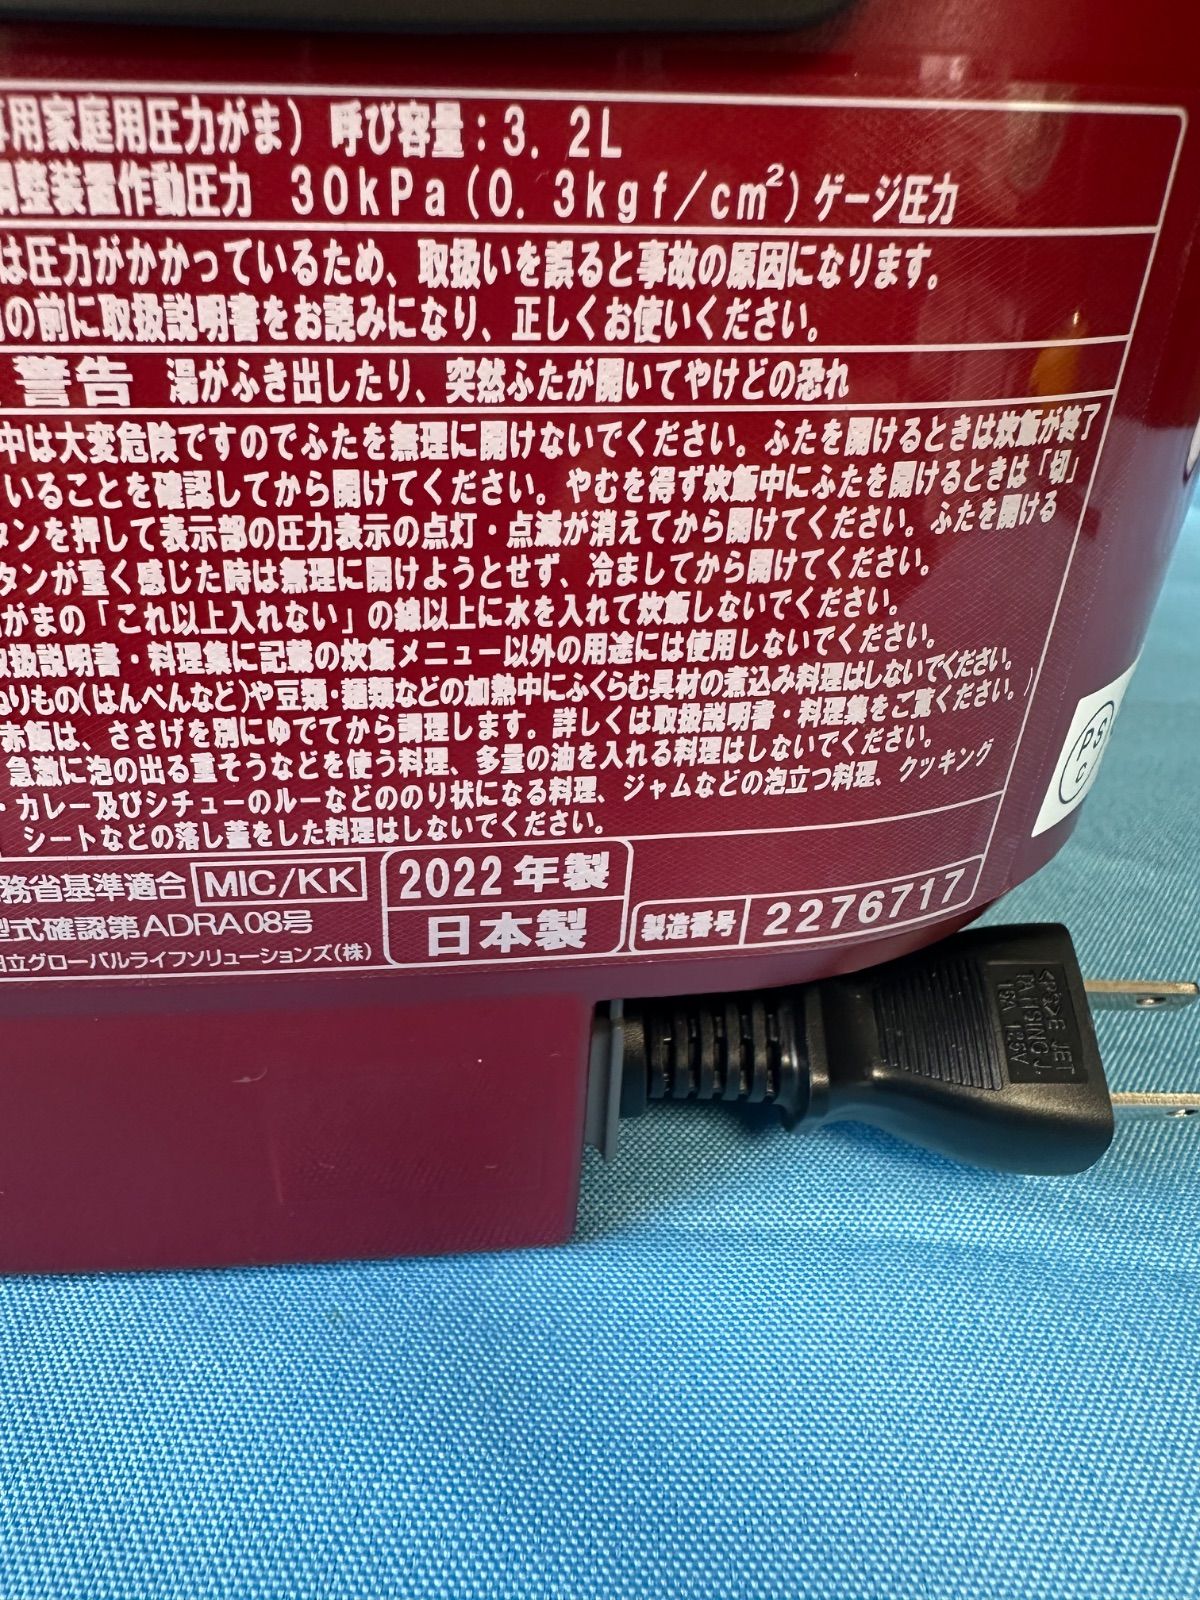 専用家庭用圧力がま) 呼び容量:3.2L
調整装置作動圧力 30kPa(0.3kgf/cm²)ゲージ圧力
は圧力がかかっているため、取扱いを誤ると事故の原因になります。
の前に取扱説明書をお読みになり、正しくお使いください。
警告 湯がふき出したり、突然ふたが開いてやけどの恐れ
中は大変危険ですのでふたを無理に開けないでください。ふたを開けるときは炊飯が終了
いることを確認してから開けてください。やむを得ず炊飯中にふたを開けるときは「切」
タンを押して表示部の圧力表示の点灯・点滅が消えてから開けてください。ふたを開ける
タンが重く感じた時は無理に開けようとせず、冷ましてから開けてください。
がまの「これ以上入れない」の線以上に水を入れて炊飯しないでください。
取扱説明書・料理集に記載の炊飯メニュー以外の用途には使用しないでください。
ねりもの(はんぺんなど)や豆類・麺類などの加熱中にふくらむ具材の煮込み料理はしないでください。
赤飯は、ささげを別にゆでてから調理します。詳しくは取扱説明書・料理集をご覧ください。)
急激に泡の出る重そうなどを使う料理、多量の油を入れる料理はしないでください。
・カレー及びシチューのルーなどののり状になる料理、ジャムなどの泡立つ料理、クッキング
シートなどの落し蓋をした料理はしないでください。
務省基準適合 MIC/KK
型式確認第ADRA08号
日立グローバルライフソリューションズ(株)
2022年製
日本製
製造番号 2276717
PS
C
<PS>E JET
15A 125V